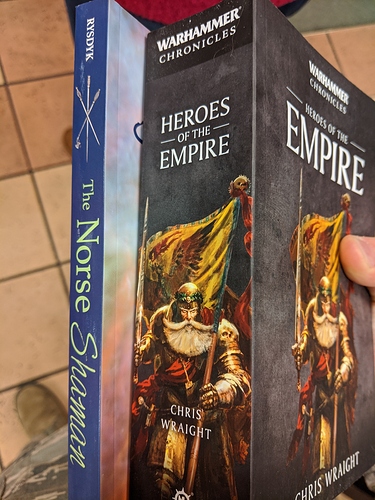 RYSDYK
The Norse Shaman
WARHAMMER
CHRONICLES
HEROES
OF THE
EMPIRE
CHRIS
WRAIGHT
WARHAMMER
CHRONICLES
HEROES OF THE
EMPIRE
CHRIS WRAIGHT